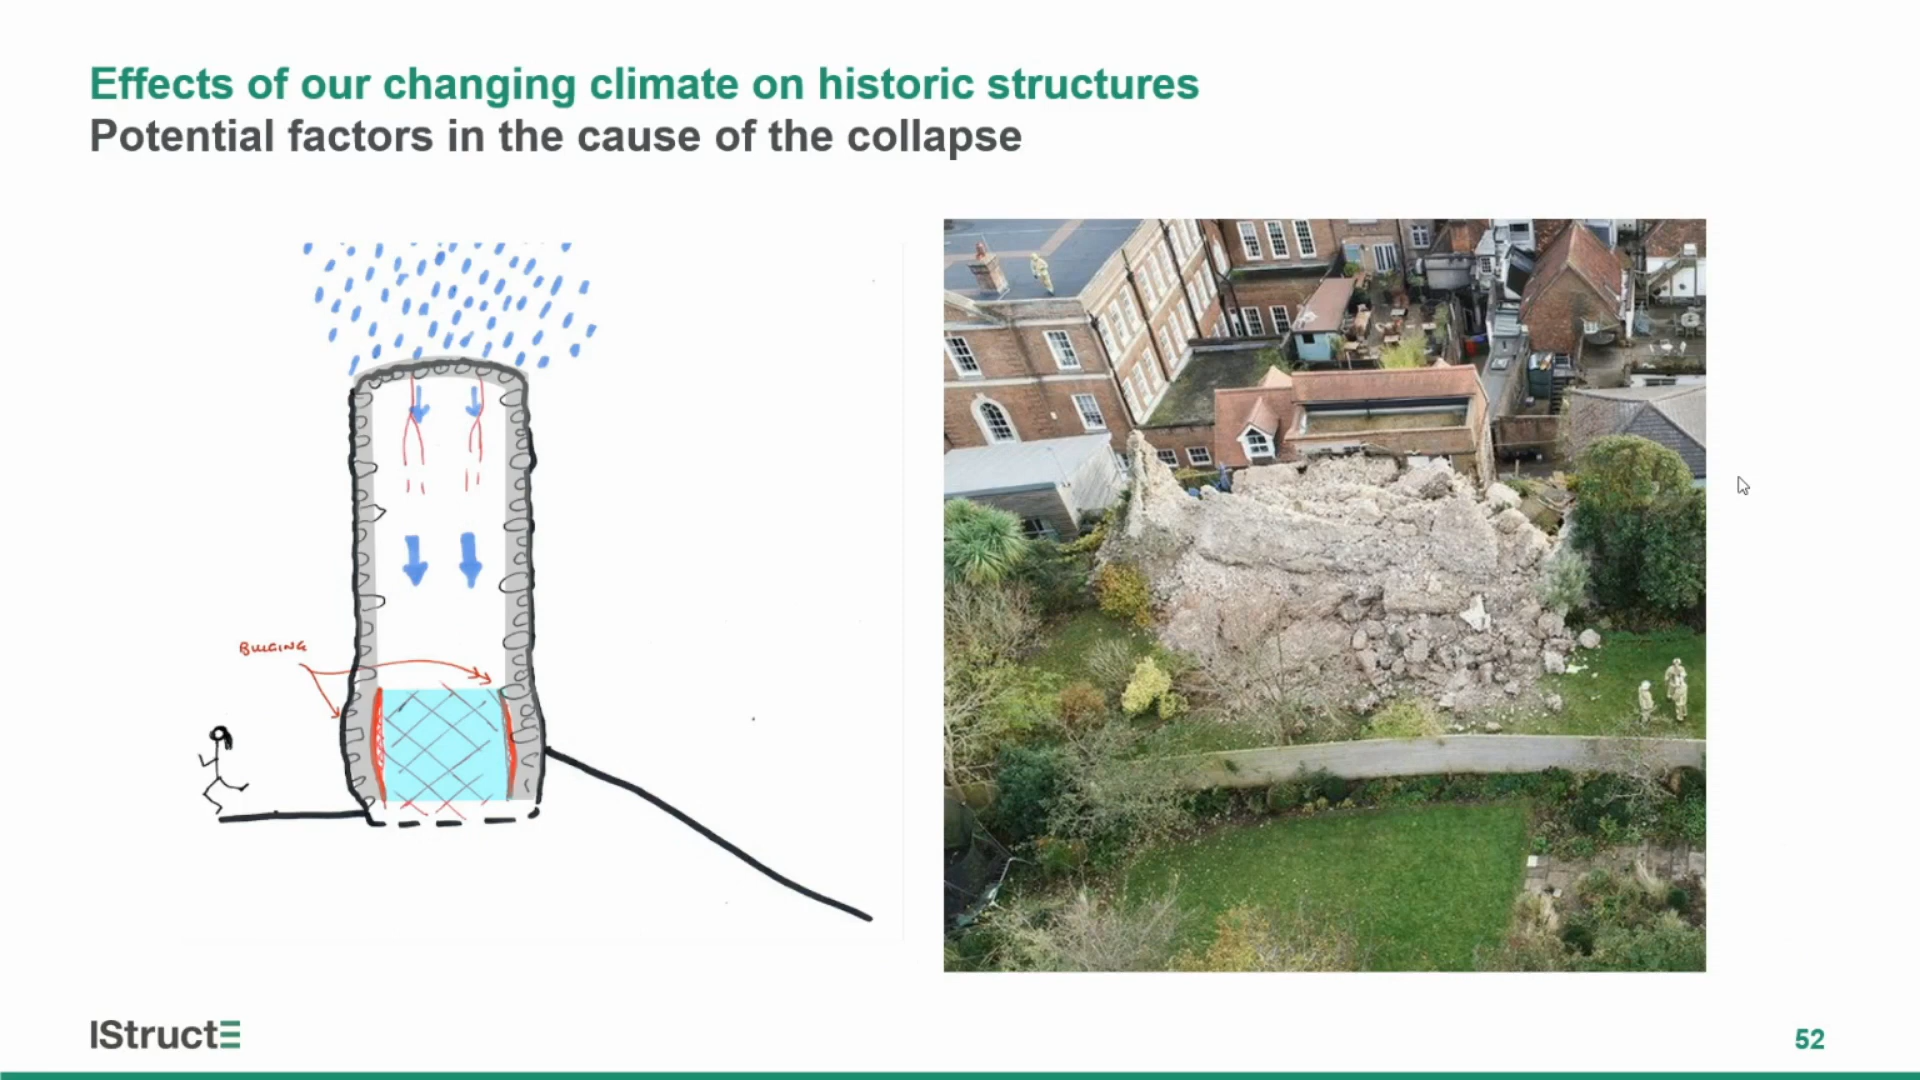 Effects of our changing climate on historic structures
Potential factors in the cause of the collapse
BULGING
IStructE
52